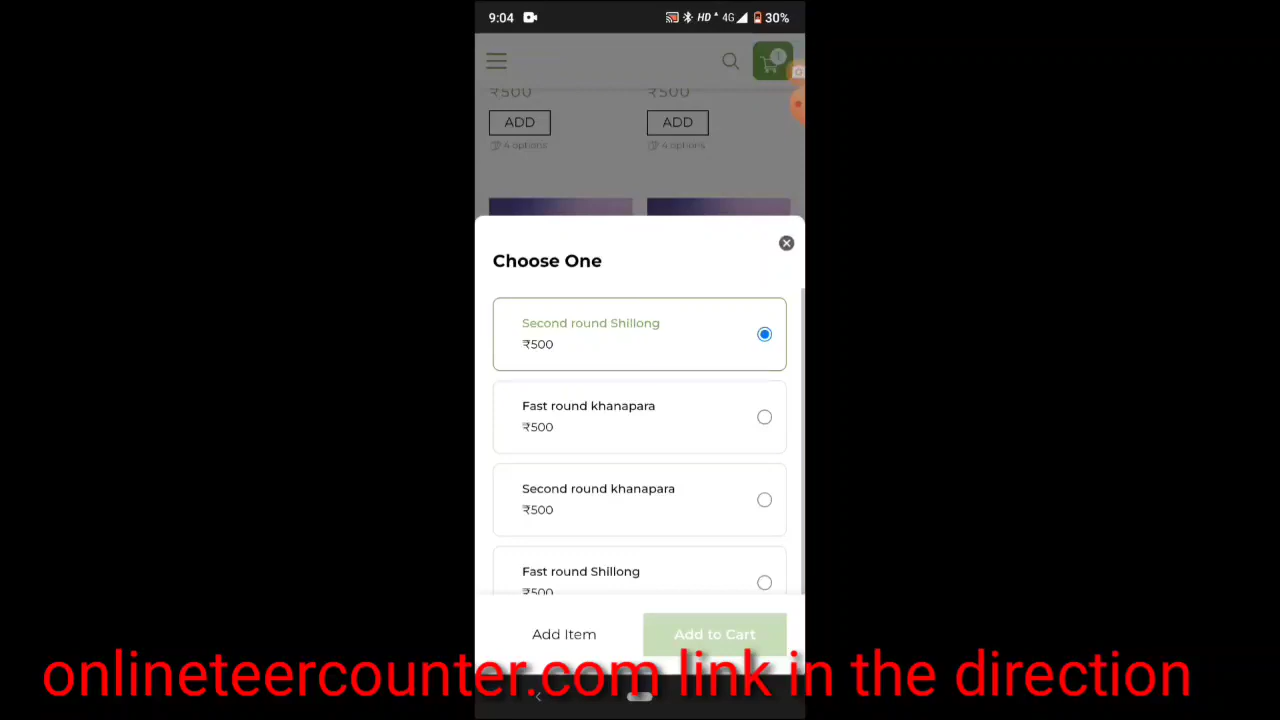 9:04 HD 4G 30%
1
₹500 ₹500
ADD ADD
4 options 4 options
Choose One
Second round Shillong
₹500
Fast round khanapara
₹500
Second round khanapara
₹500
Fast round Shillong
₹500
Add Item Add to Cart
onlineteercounter.com link in the direction